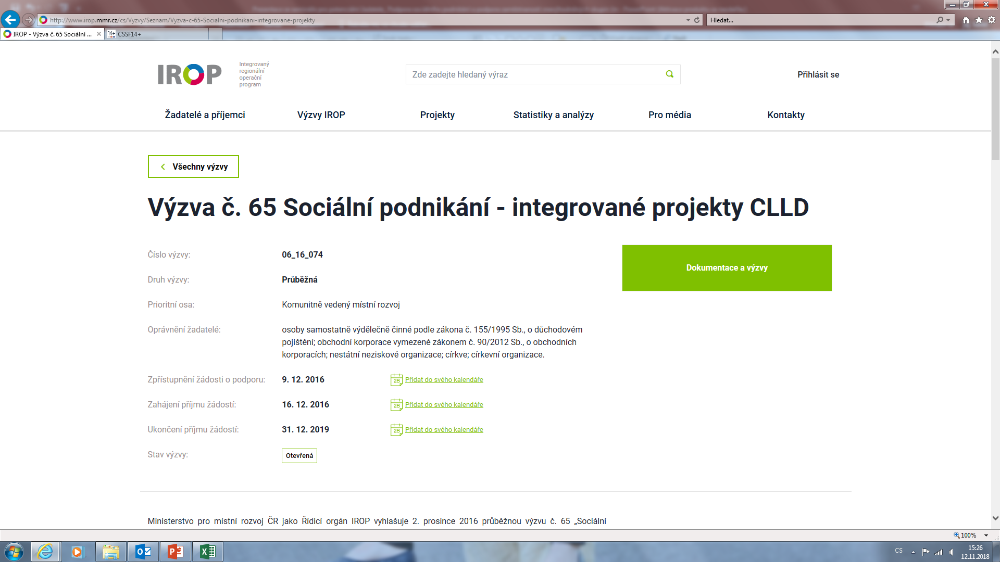 http://www.irop.mmr.cz/cs/Vyzvy/Seznam/Vyzva-c-65-Socialni-podnikani-integrovane-projekty
Hledat...
IROP - Výzva č. 65 Sociální ...
14+ CSSF14+
IROP
Integrovaný
regionální
operační
program
Zde zadejte hledaný výraz
Přihlásit se
Žadatelé a příjemci
Výzvy IROP
Projekty
Statistiky a analýzy
Pro média
Kontakty
Všechny výzvy
Výzva č. 65 Sociální podnikání - integrované projekty CLLD
Číslo výzvy: 06_16_074
Dokumentace a výzvy
Druh výzvy: Průběžná
Prioritní osa: Komunitně vedený místní rozvoj
Oprávnění žadatelé: osoby samostatně výdělečně činné podle zákona č. 155/1995 Sb., o důchodovém
pojištění; obchodní korporace vymezené zákonem č. 90/2012 Sb., o obchodních
korporacích; nestátní neziskové organizace; církve; církevní organizace.
Zpřístupnění žádosti o podporu: 9. 12. 2016 28 Přidat do svého kalendáře
Zahájení příjmu žádostí: 16. 12. 2016 28 Přidat do svého kalendáře
Ukončení příjmu žádostí: 31. 12. 2019 28 Přidat do svého kalendáře
Stav výzvy: Otevřená
Ministerstvo pro místní rozvoj ČR jako Řídicí orgán IROP vyhlašuje 2. prosince 2016 průběžnou výzvu č. 65 „Sociální
100%
CS
15:26
12.11.2018